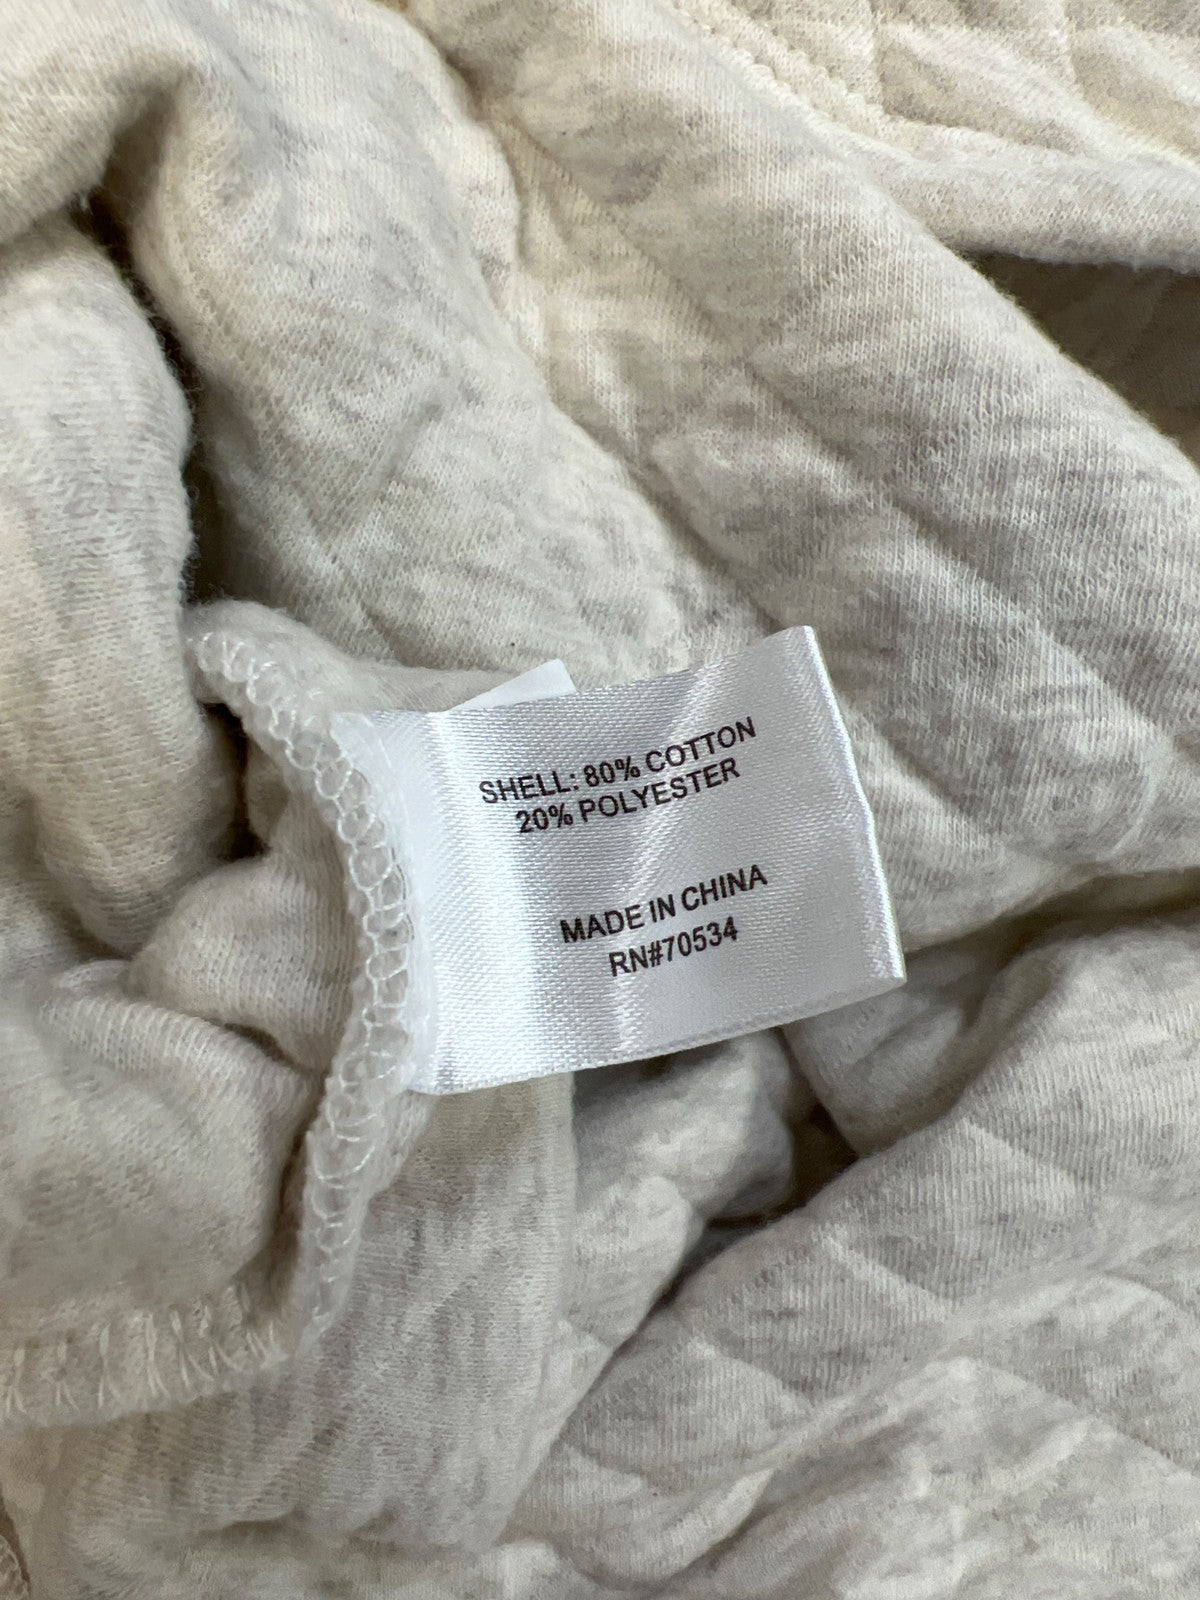 SHELL: 80% COTTON
20% POLYESTER
MADE IN CHINA
RN#70534